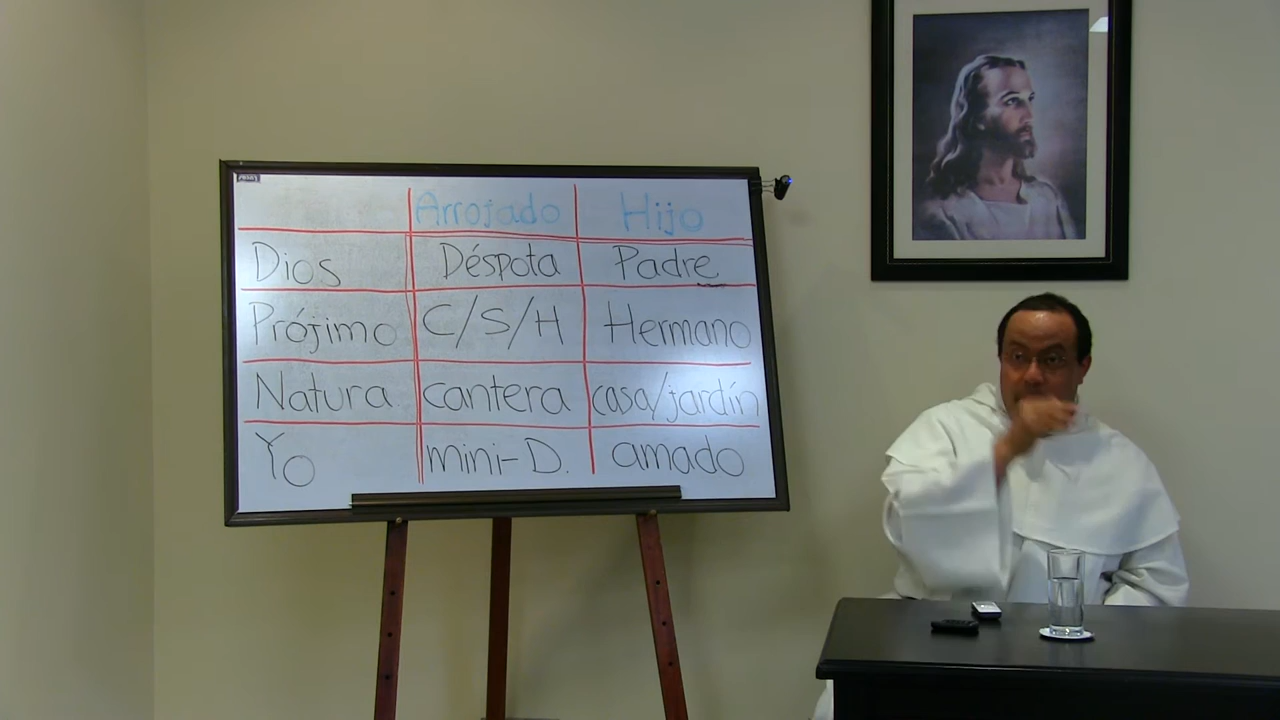 Arrojado Hijo
Dios Déspota Padre
Prójimo C/S/H Hermano
Natura cantera casa/jardín
Yo mini-D. amado